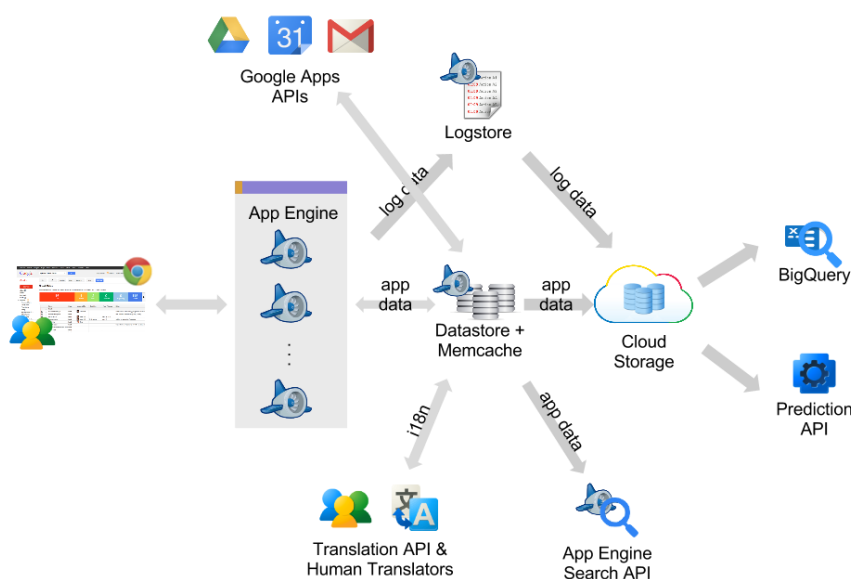 31
Google Apps
APIs
Logstore
log data
log data
App Engine
BigQuery
app
data
app
data
Datastore +
Memcache
Cloud
Storage
Prediction
API
i18n
app data
文
A
Translation API &
Human Translators
App Engine
Search API